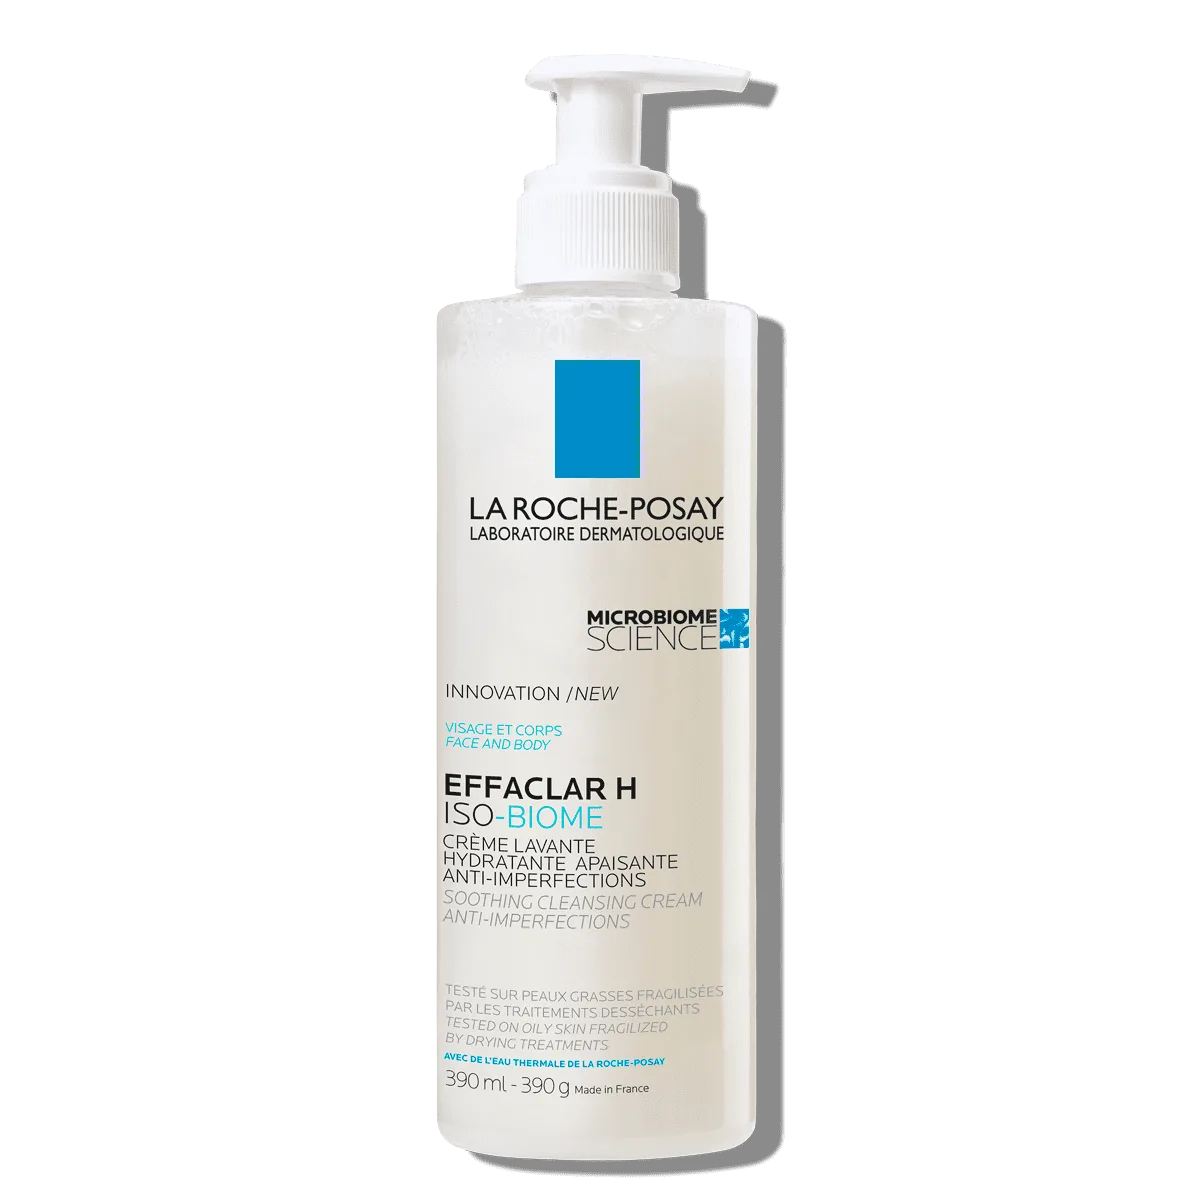 LA ROCHE-POSAY
LABORATOIRE DERMATOLOGIQUE
MICROBIOME
SCIENCE
INNOVATION / NEW
VISAGE ET CORPS
FACE AND BODY
EFFACLAR H
ISO-BIOME
CRÈME LAVANTE
HYDRATANTE APAISANTE
ANTI-IMPERFECTIONS
SOOTHING CLEANSING CREAM
ANTI-IMPERFECTIONS
TESTÉ SUR PEAUX GRASSES FRAGILISÉES
PAR LES TRAITEMENTS DESSÉCHANTS
TESTED ON OILY SKIN FRAGILIZED
BY DRYING TREATMENTS
AVEC DE L'EAU THERMALE DE LA ROCHE-POSAY
390 ml - 390 g Made in France